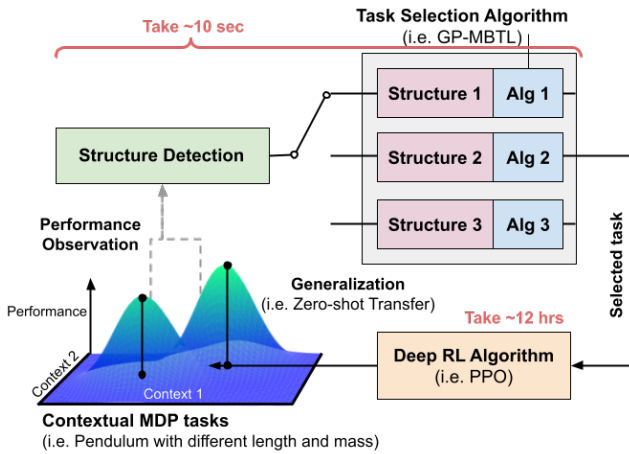 Task Selection Algorithm
(i.e. GP-MBTL)
Take ~10 sec
Structure 1
Alg 1
Structure Detection
Structure 2
Alg 2
Structure 3
Alg 3
Performance
Observation
Generalization
(i.e. Zero-shot Transfer)
Selected task
Performance
Take ~12 hrs
Deep RL Algorithm
(i.e. PPO)
Context 2
Context 1
Contextual MDP tasks
(i.e. Pendulum with different length and mass)